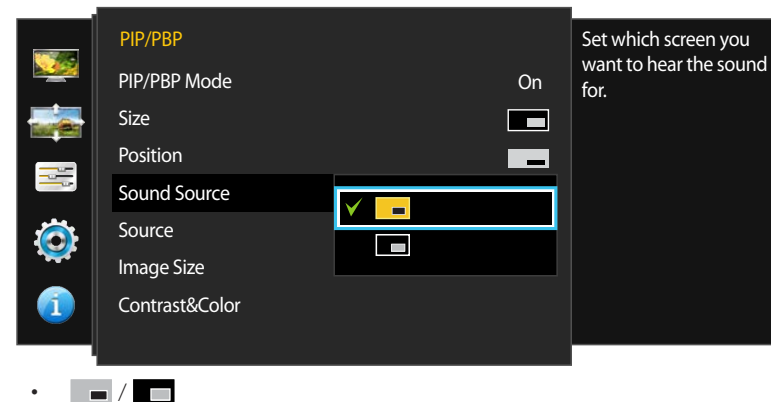 PIP/PBP
PIP/PBP Mode On
Size
Position
Sound Source
Source
Image Size
Contrast&Color
Set which screen you
want to hear the sound
for.
• /